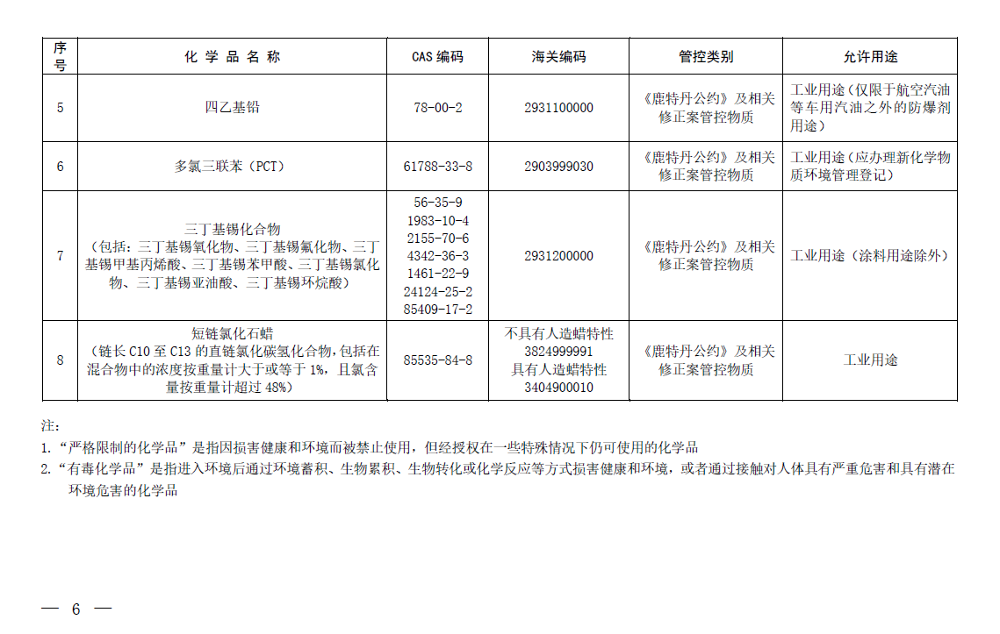 序号 化 学 品 名 称 CAS 编码 海关编码 管控类别 允许用途
5 四乙基铅 78-00-2 2931100000 《鹿特丹公约》及相关
修正案管控物质 工业用途（仅限于航空汽油
等车用汽油之外的防爆剂
用途）
6 多氯三联苯（PCT） 61788-33-8 2903999030 《鹿特丹公约》及相关
修正案管控物质 工业用途（应办理新化学物
质环境管理登记）
7 三丁基锡化合物
（包括：三丁基锡氧化物、三丁基锡氟化物、三丁
基锡甲基丙烯酸、三丁基锡苯甲酸、三丁基锡氯化
物、三丁基锡亚油酸、三丁基锡环烷酸）
56-35-9
1983-10-4
2155-70-6
4342-36-3
1461-22-9
24124-25-2
85409-17-2
2931200000
《鹿特丹公约》及相关
修正案管控物质
工业用途（涂料用途除外）
8 短链氯化石蜡
（链长 C10 至 C13 的直链氯化碳氢化合物，包括在
混合物中的浓度按重量计大于或等于 1%，且氯含
量按重量计超过 48%）
85535-84-8
不具有人造蜡特性
3824999991
具有人造蜡特性
3404900010
《鹿特丹公约》及相关
修正案管控物质
工业用途
注：
1. “严格限制的化学品”是指因损害健康和环境而被禁止使用，但经授权在一些特殊情况下仍可使用的化学品
2. “有毒化学品”是指进入环境后通过环境蓄积、生物累积、生物转化或化学反应等方式损害健康和环境，或者通过接触对人体具有严重危害和具有潜在
环境危害的化学品
— 6 —